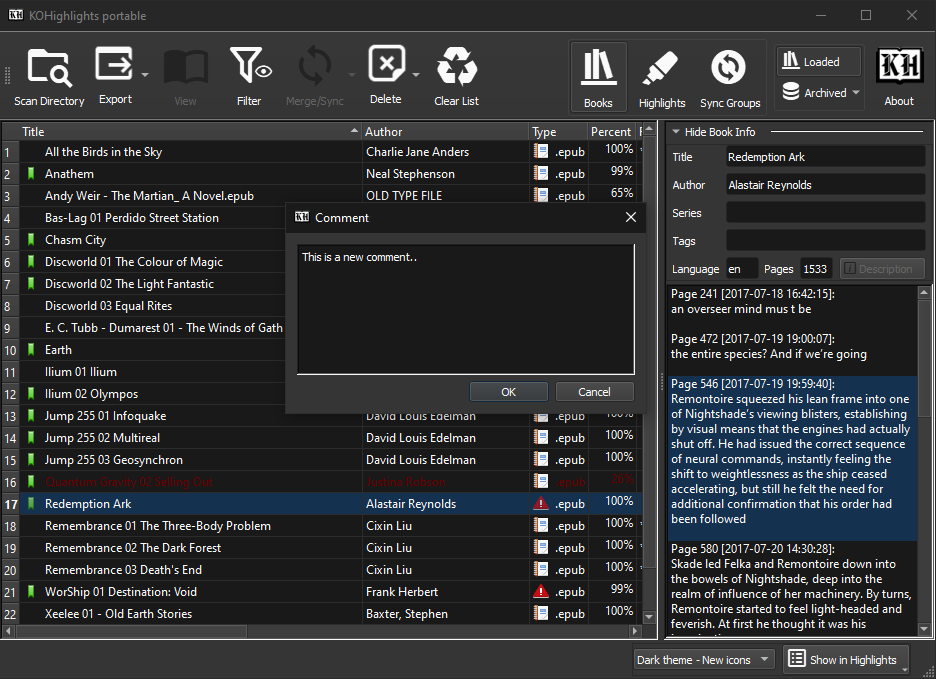 KH KOHighlights portable
Scan Directory
Export
View
Filter
Merge/Sync
Delete
Clear List
Books
Highlights
Sync Groups
Loaded
Archived
KH
About
Title Author Type Percent
1 All the Birds in the Sky Charlie Jane Anders .epub 100%
2 Anathem Neal Stephenson .epub 99%
3 Andy Weir - The Martian_ A Novel.epub OLD TYPE FILE .epub 65%
4 Bas-Lag 01 Perdido Street Station
5 Chasm City
6 Discworld 01 The Colour of Magic
7 Discworld 02 The Light Fantastic
8 Discworld 03 Equal Rites
9 E. C. Tubb - Dumarest 01 - The Winds of Gath
10 Earth
11 Ilium 01 Ilium
12 Ilium 02 Olympos
13 Jump 255 01 Infoquake David Louis Edelman .epub 100%
14 Jump 255 02 Multireal David Louis Edelman .epub 100%
15 Jump 255 03 Geosynchron David Louis Edelman .epub 100%
16 Quantum Gravity 02 Selling Out Justina Robson .epub 26%
17 Redemption Ark Alastair Reynolds .epub 100%
18 Remembrance 01 The Three-Body Problem Cixin Liu .epub 100%
19 Remembrance 02 The Dark Forest Cixin Liu .epub 100%
20 Remembrance 03 Death's End Cixin Liu .epub 100%
21 WorShip 01 Destination: Void Frank Herbert .epub 99%
22 Xeelee 01 - Old Earth Stories Baxter, Stephen .epub 100%
KH Comment
This is a new comment..
OK Cancel
Hide Book Info
Title Redemption Ark
Author Alastair Reynolds
Series
Tags
Language en Pages 1533 Description
Page 241 [2017-07-18 16:42:15]:
an overseer mind mus t be
Page 472 [2017-07-19 19:00:07]:
the entire species? And if we're going
Page 546 [2017-07-19 19:59:40]:
Remontoire squeezed his lean frame into one
of Nightshade's viewing blisters, establishing
by visual means that the engines had actually
shut off. He had issued the correct sequence
of neural commands, instantly feeling the
shift to weightlessness as the ship ceased
accelerating, but still he felt the need for
additional confirmation that his order had
been followed
Page 580 [2017-07-20 14:30:28]:
Skade led Felka and Remontoire down into
the bowels of Nightshade, deep into the
realm of influence of her machinery. By turns,
Remontoire started to feel light-headed and
feverish. At first he thought it was his
Dark theme - New icons
Show in Highlights